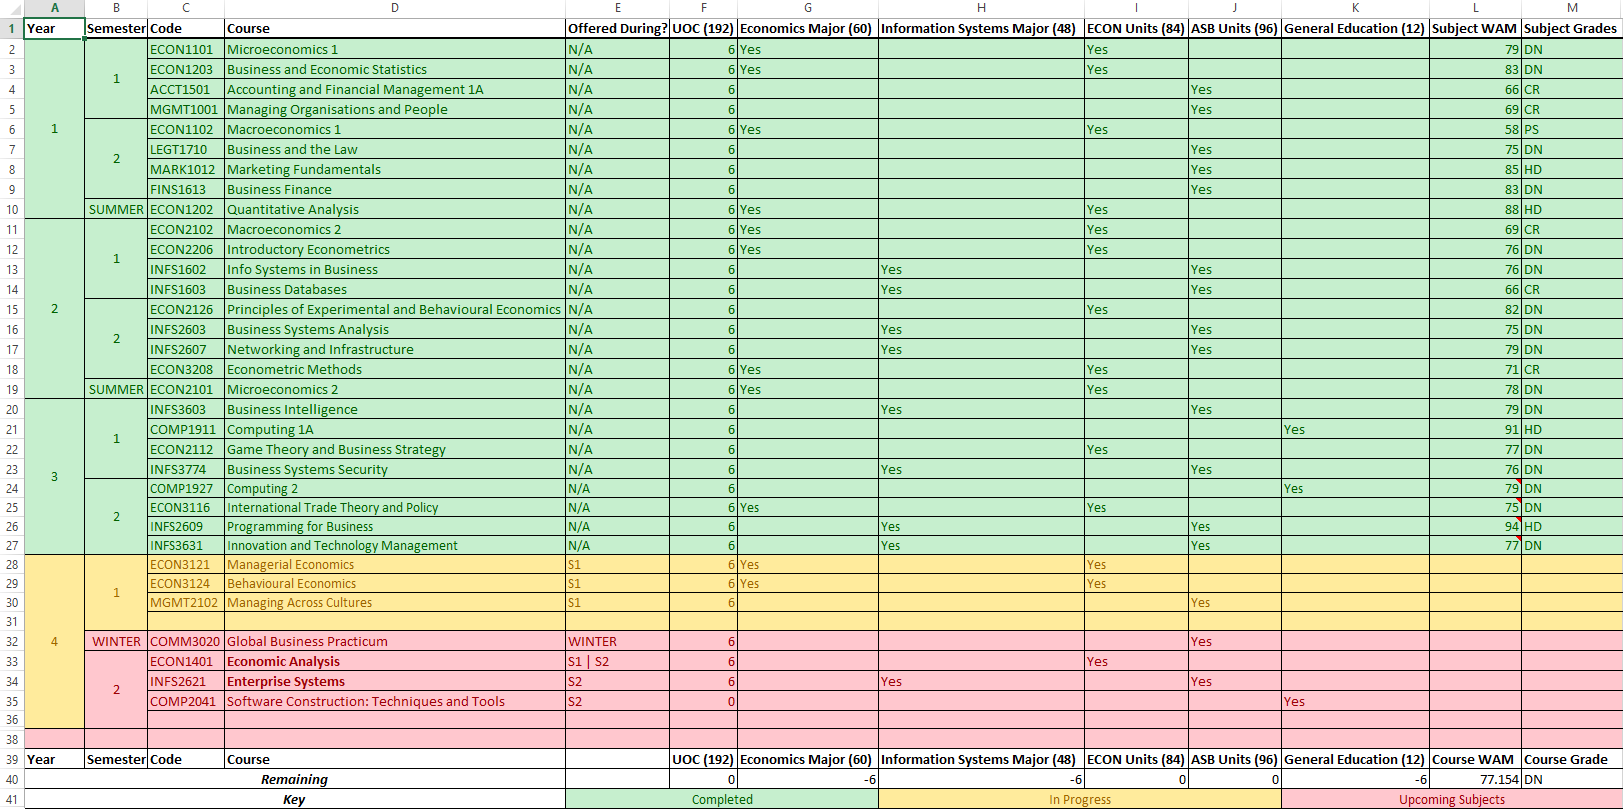 A B C D E F G H I J K L M
1 Year Semester Code Course Offered During? UOC (192) Economics Major (60) Information Systems Major (48) ECON Units (84) ASB Units (96) General Education (12) Subject WAM Subject Grades
2 ECON1101 Microeconomics 1 N/A 6 Yes Yes 79 DN
3 1 ECON1203 Business and Economic Statistics N/A 6 Yes Yes 83 DN
4 ACCT1501 Accounting and Financial Management 1A N/A 6 Yes 66 CR
5 MGMT1001 Managing Organisations and People N/A 6 Yes 69 CR
6 1 ECON1102 Macroeconomics 1 N/A 6 Yes Yes 58 PS
7 2 LEGT1710 Business and the Law N/A 6 Yes 75 DN
8 MARK1012 Marketing Fundamentals N/A 6 Yes 85 HD
9 FINS1613 Business Finance N/A 6 Yes 83 DN
10 SUMMER ECON1202 Quantitative Analysis N/A 6 Yes Yes 88 HD
11 ECON2102 Macroeconomics 2 N/A 6 Yes Yes 69 CR
12 1 ECON2206 Introductory Econometrics N/A 6 Yes Yes 76 DN
13 INFS1602 Info Systems in Business N/A 6 Yes Yes 76 DN
14 INFS1603 Business Databases N/A 6 Yes Yes 66 CR
15 2 ECON2126 Principles of Experimental and Behavioural Economics N/A 6 Yes 82 DN
16 2 INFS2603 Business Systems Analysis N/A 6 Yes Yes 75 DN
17 INFS2607 Networking and Infrastructure N/A 6 Yes Yes 79 DN
18 ECON3208 Econometric Methods N/A 6 Yes Yes 71 CR
19 SUMMER ECON2101 Microeconomics 2 N/A 6 Yes Yes 78 DN
20 INFS3603 Business Intelligence N/A 6 Yes Yes 79 DN
21 1 COMP1911 Computing 1A N/A 6 Yes 91 HD
22 ECON2112 Game Theory and Business Strategy N/A 6 Yes 77 DN
23 3 INFS3774 Business Systems Security N/A 6 Yes Yes 76 DN
24 COMP1927 Computing 2 N/A 6 Yes 79 DN
25 2 ECON3116 International Trade Theory and Policy N/A 6 Yes Yes 75 DN
26 INFS2609 Programming for Business N/A 6 Yes Yes 94 HD
27 INFS3631 Innovation and Technology Management N/A 6 Yes Yes 77 DN
28 ECON3121 Managerial Economics S1 6 Yes Yes
29 1 ECON3124 Behavioural Economics S1 6 Yes Yes
30 MGMT2102 Managing Across Cultures S1 6 Yes
31
32 4 WINTER COMM3020 Global Business Practicum WINTER 6 Yes
33 ECON1401 Economic Analysis S1 | S2 6 Yes
34 2 INFS2621 Enterprise Systems S2 6 Yes Yes
35 COMP2041 Software Construction: Techniques and Tools S2 0 Yes
36
38
39 Year Semester Code Course UOC (192) Economics Major (60) Information Systems Major (48) ECON Units (84) ASB Units (96) General Education (12) Course WAM Course Grade
40 Remaining 0 -6 -6 0 0 -6 77.154 DN
41 Key Completed In Progress Upcoming Subjects